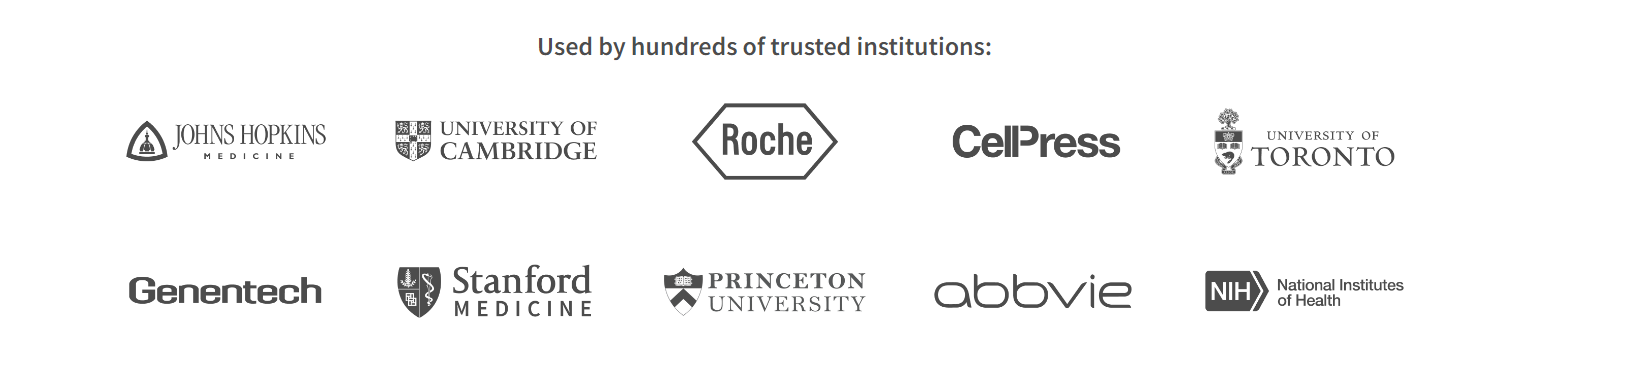 Used by hundreds of trusted institutions:
JOHNS HOPKINS
MEDICINE
UNIVERSITY OF
CAMBRIDGE
Roche
CellPress
UNIVERSITY OF
TORONTO
Genentech
Stanford
MEDICINE
PRINCETON
UNIVERSITY
abbvie
NIH
National Institutes
of Health